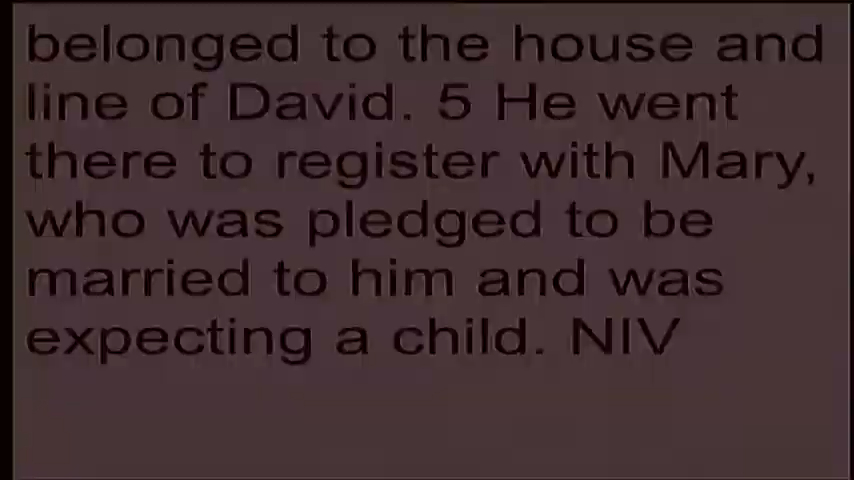 belonged to the house and
line of David. 5 He went
there to register with Mary,
who was pledged to be
married to him and was
expecting a child. NIV